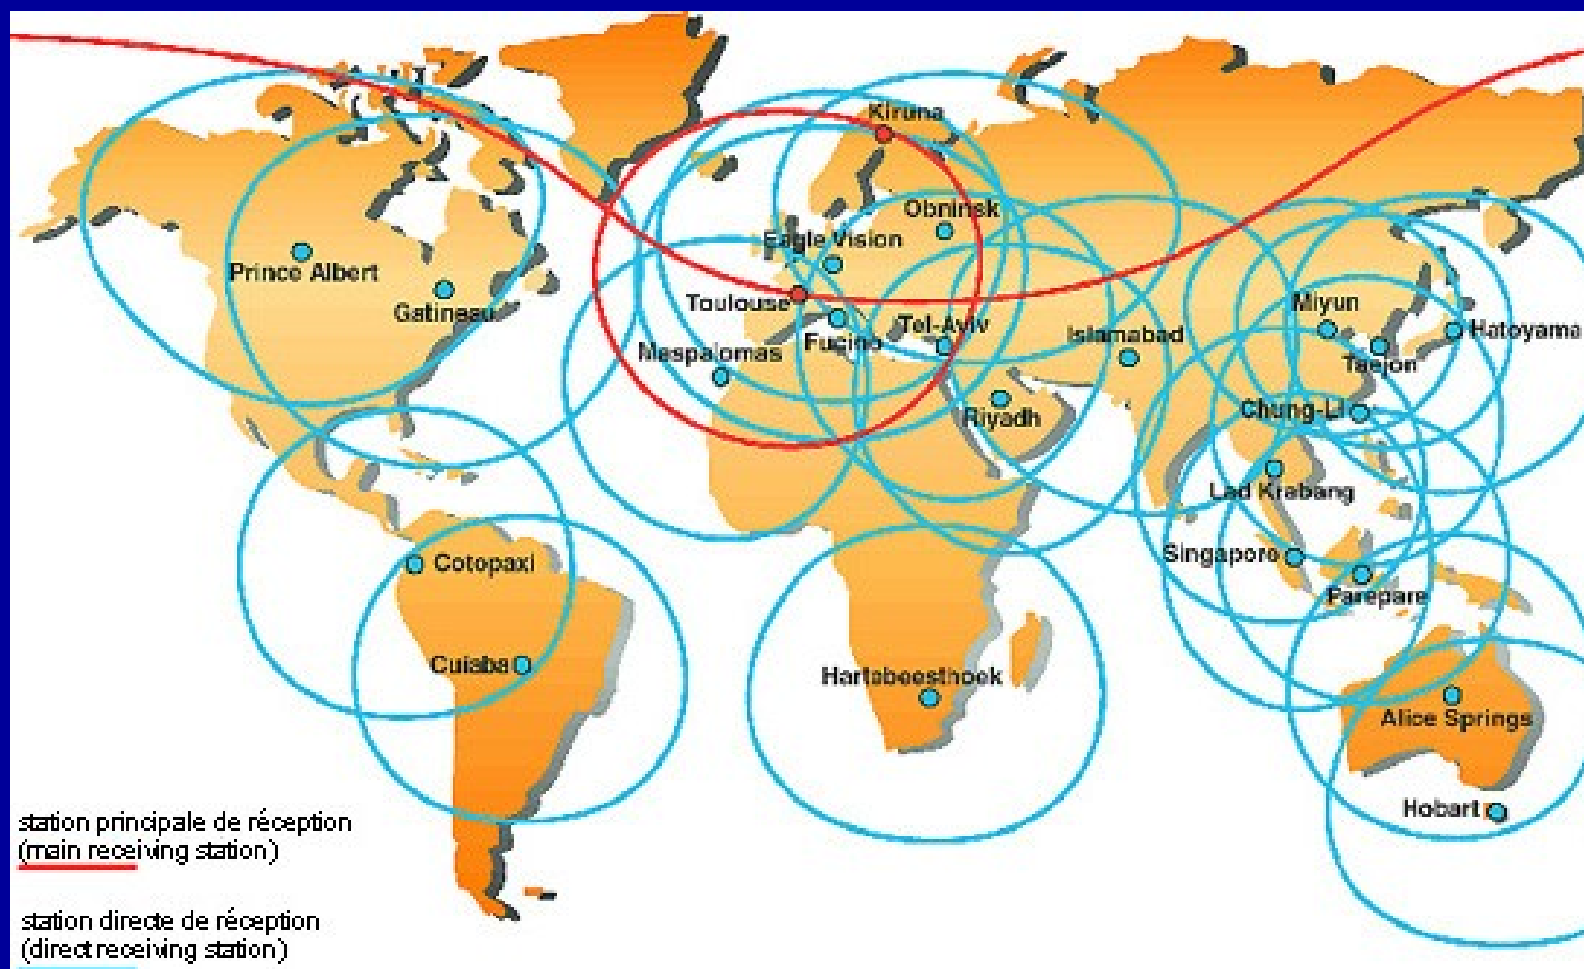 Kiruna
Obninsk
Eagle Vision
Prince Albert
Toulouse
Gatineau
Tel-Aviv
Fucino
Maspalomas
Islamabad
Miyun
Hatoyama
Taejon
Riyadh
Chung-Li
Lad Krabang
Cotopaxi
Singapore
Parepare
Cuiaba
Hartebeesthoek
Alice Springs
Hobart
station principale de réception
(main receiving station)
station directe de réception
(direct receiving station)